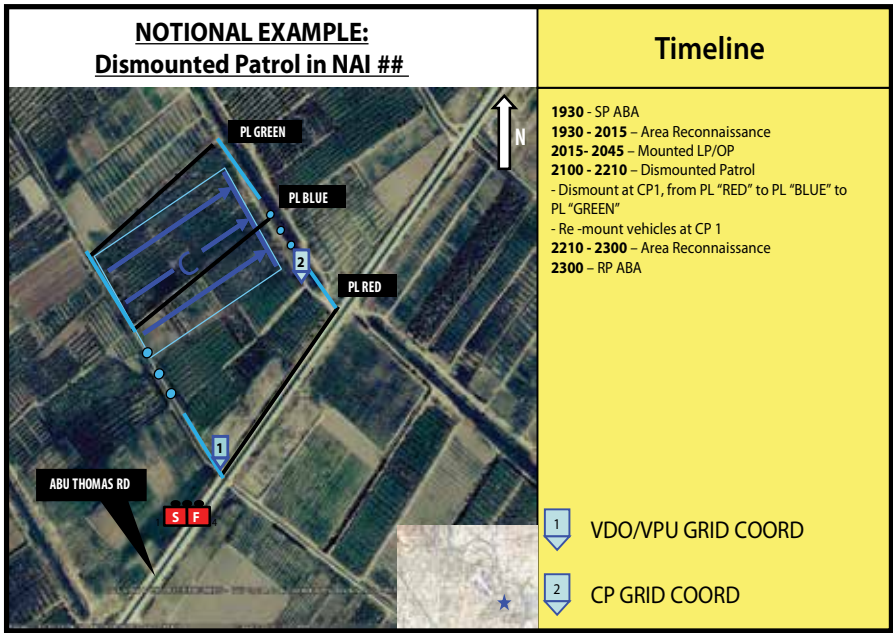 NOTIONAL EXAMPLE:
Dismounted Patrol in NAI ##
N
PL GREEN
PL BLUE
C
2
PL RED
1
ABU THOMAS RD
S F
Timeline
1930 - SP ABA
1930 - 2015 – Area Reconnaissance
2015- 2045 – Mounted LP/OP
2100 - 2210 – Dismounted Patrol
- Dismount at CP1, from PL “RED” to PL “BLUE” to
PL “GREEN”
- Re -mount vehicles at CP 1
2210 - 2300 – Area Reconnaissance
2300 – RP ABA
1 VDO/VPU GRID COORD
2 CP GRID COORD